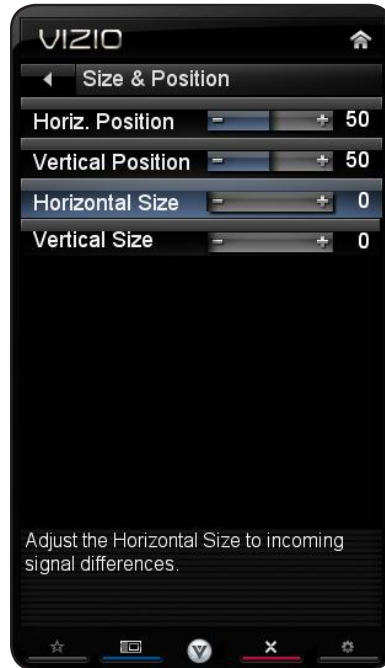 VIZIO
Size & Position
Horiz. Position - + 50
Vertical Position - + 50
Horizontal Size - + 0
Vertical Size - + 0
Adjust the Horizontal Size to incoming
signal differences.
V